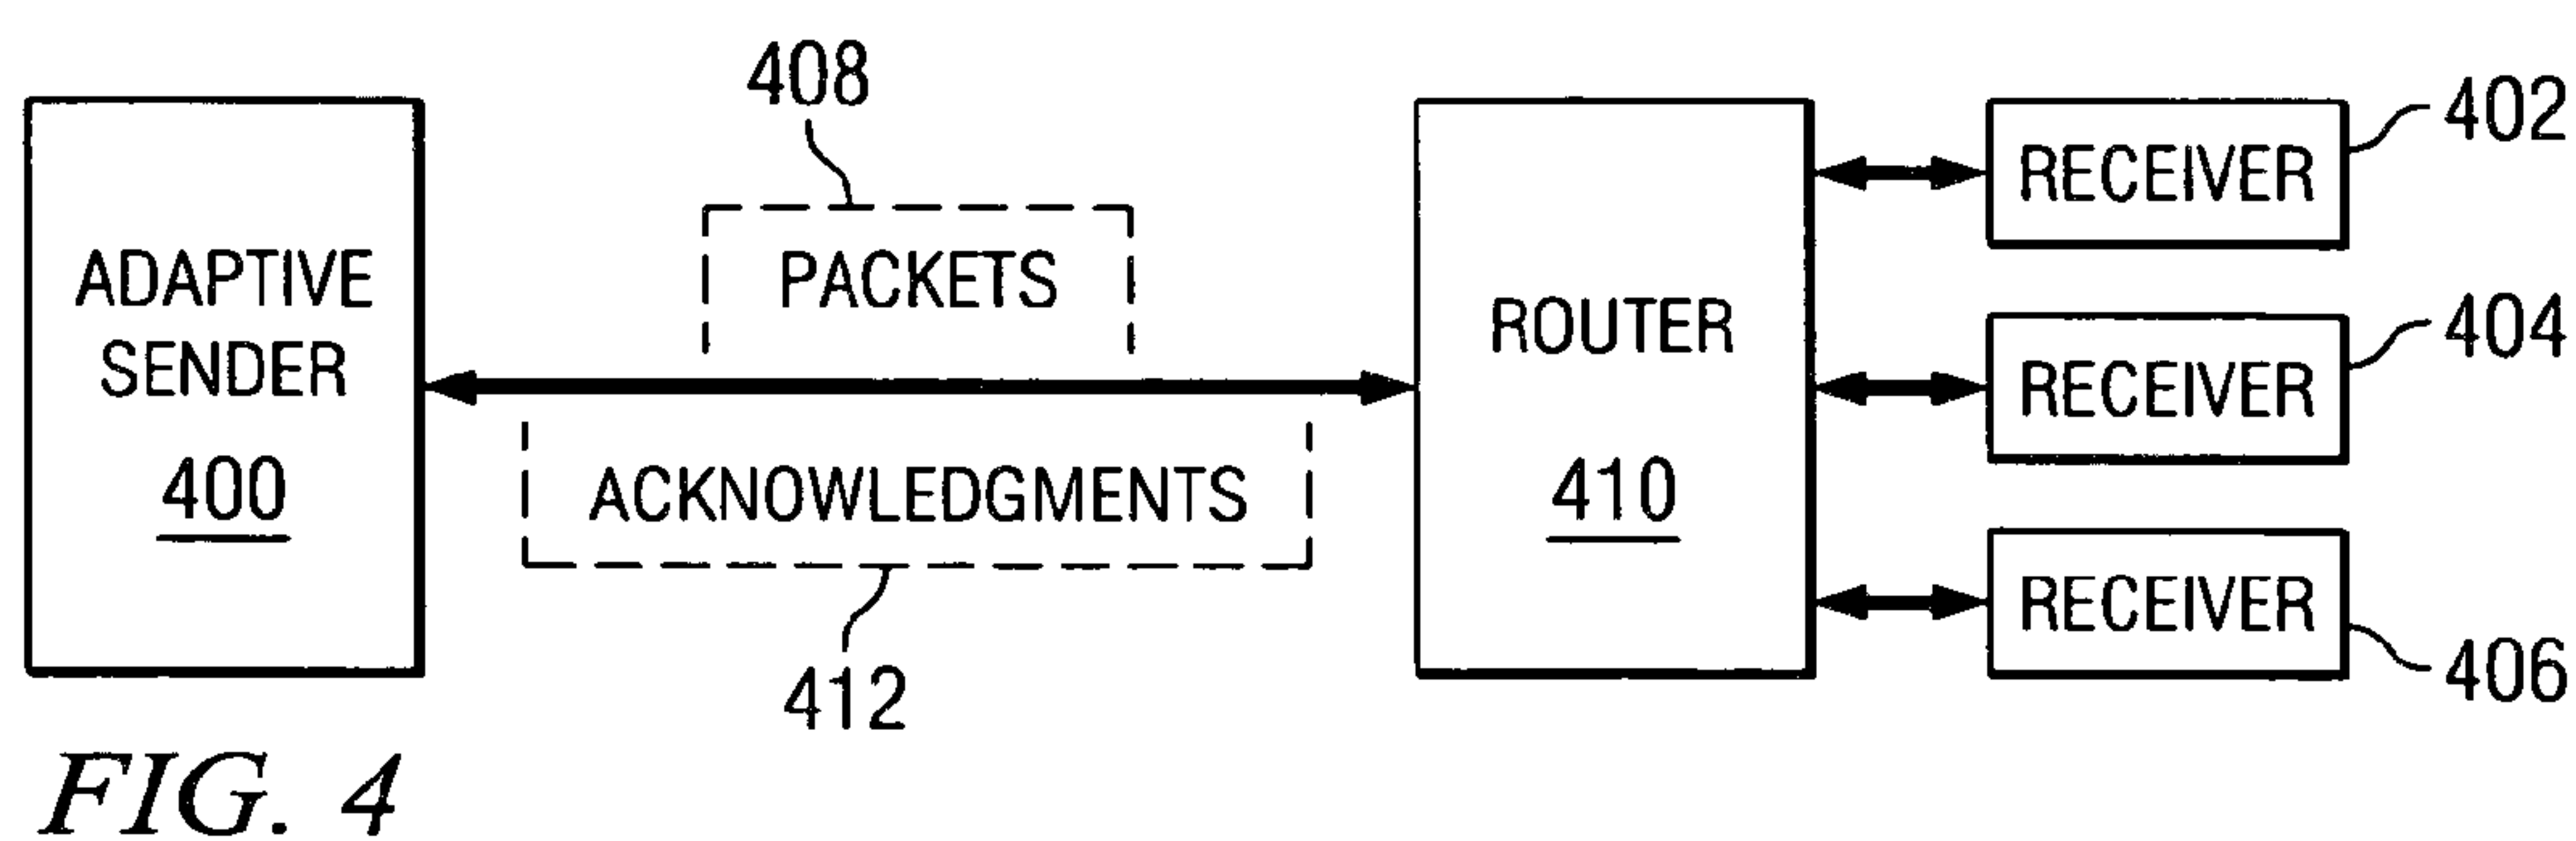 408
402
RECEIVER
ADAPTIVE
SENDER
400
PACKETS
ROUTER
410
404
RECEIVER
ACKNOWLEDGMENTS
412
RECEIVER
406
FIG. 4